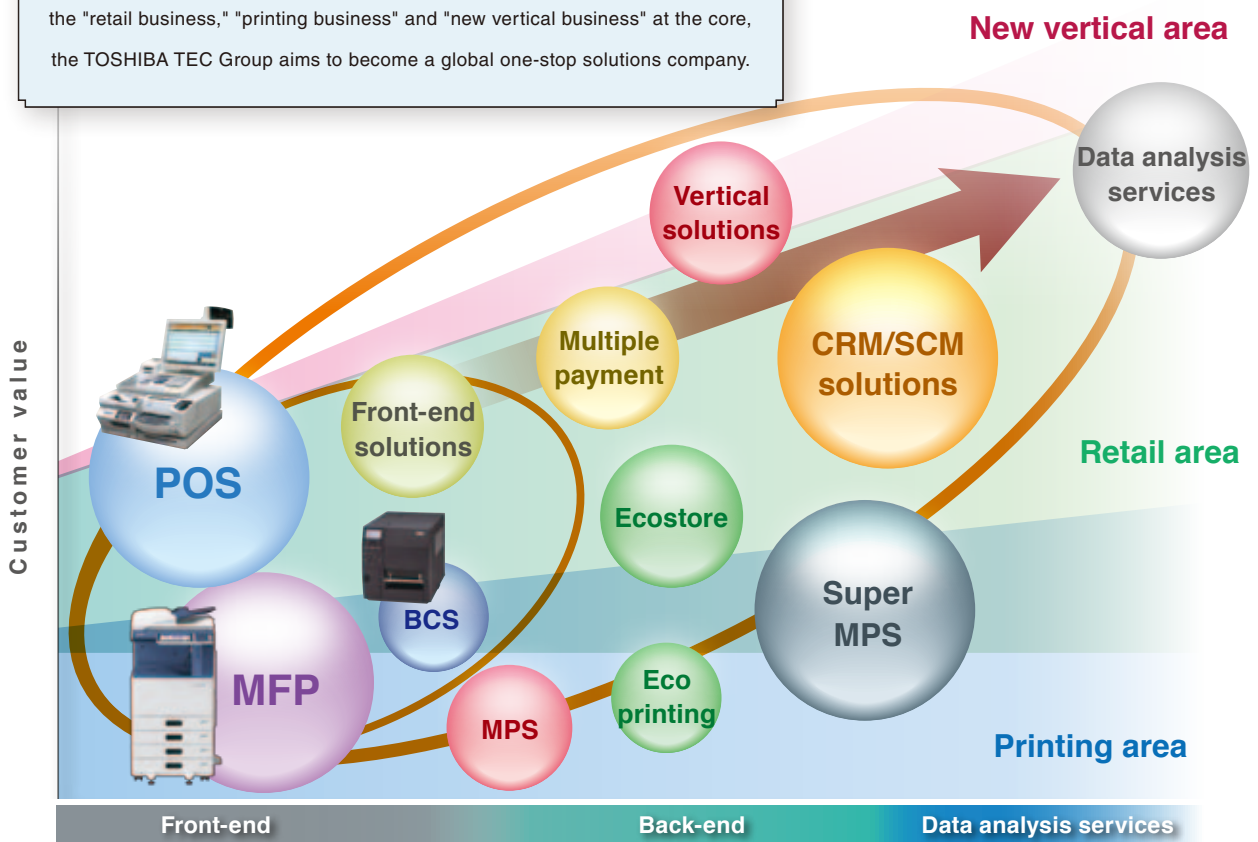 the "retail business," "printing business" and "new vertical business" at the core,
the TOSHIBA TEC Group aims to become a global one-stop solutions company.
New vertical area
Data analysis
services
Vertical
solutions
Multiple
payment
CRM/SCM
solutions
Front-end
solutions
Customer value
POS
Retail area
Ecostore
BCS
Super
MPS
MFP
Eco
printing
MPS
Printing area
Front-end
Back-end
Data analysis services